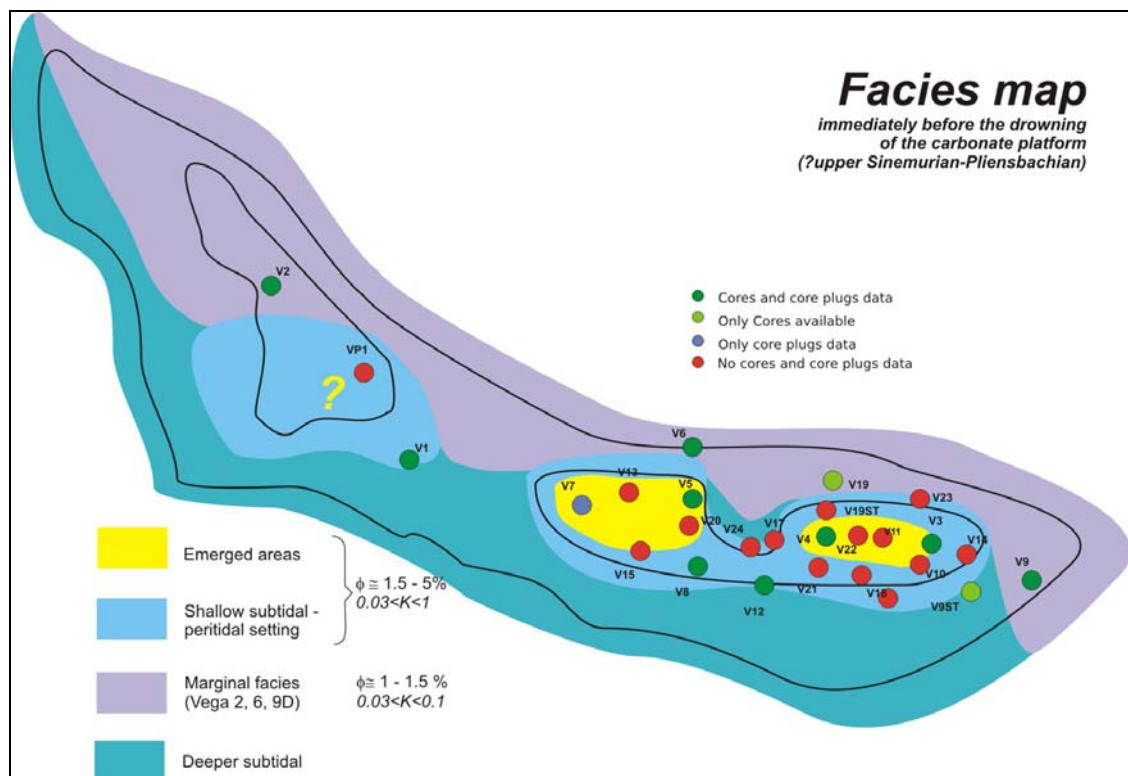 Facies map
immediately before the drowning
of the carbonate platform
(?upper Sinemurian-Pliensbachian)
V2
VP1
?
V1
Cores and core plugs data
Only Cores available
Only core plugs data
No cores and core plugs data
V6
V13
V7
V5
V20
V24
V17
V15
V8
V12
V19
V23
V19ST
V3
V4
V11
V22
V14
V10
V21
V18
V9ST
V9
Emerged areas
Shallow subtidal -
peritidal setting
ϕ ≅ 1.5 - 5%
0.03<K<1
Marginal facies
(Vega 2, 6, 9D)
ϕ≅ 1 - 1.5 %
0.03<K<0.1
Deeper subtidal